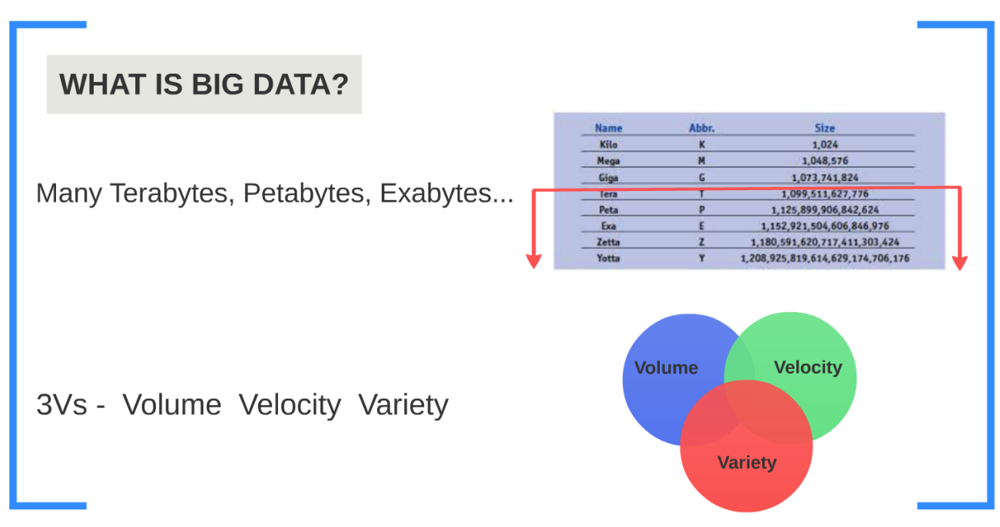 WHAT IS BIG DATA?
Many Terabytes, Petabytes, Exabytes...
Name Abbr. Size
Kilo K 1,024
Mega M 1,048,576
Giga G 1,073,741,824
Tera T 1,099,511,627,776
Peta P 1,125,899,906,842,624
Exa E 1,152,921,504,606,846,976
Zetta Z 1,180,591,620,717,411,303,424
Yotta Y 1,208,925,819,614,629,174,706,176
3Vs - Volume Velocity Variety
Volume Velocity
Variety